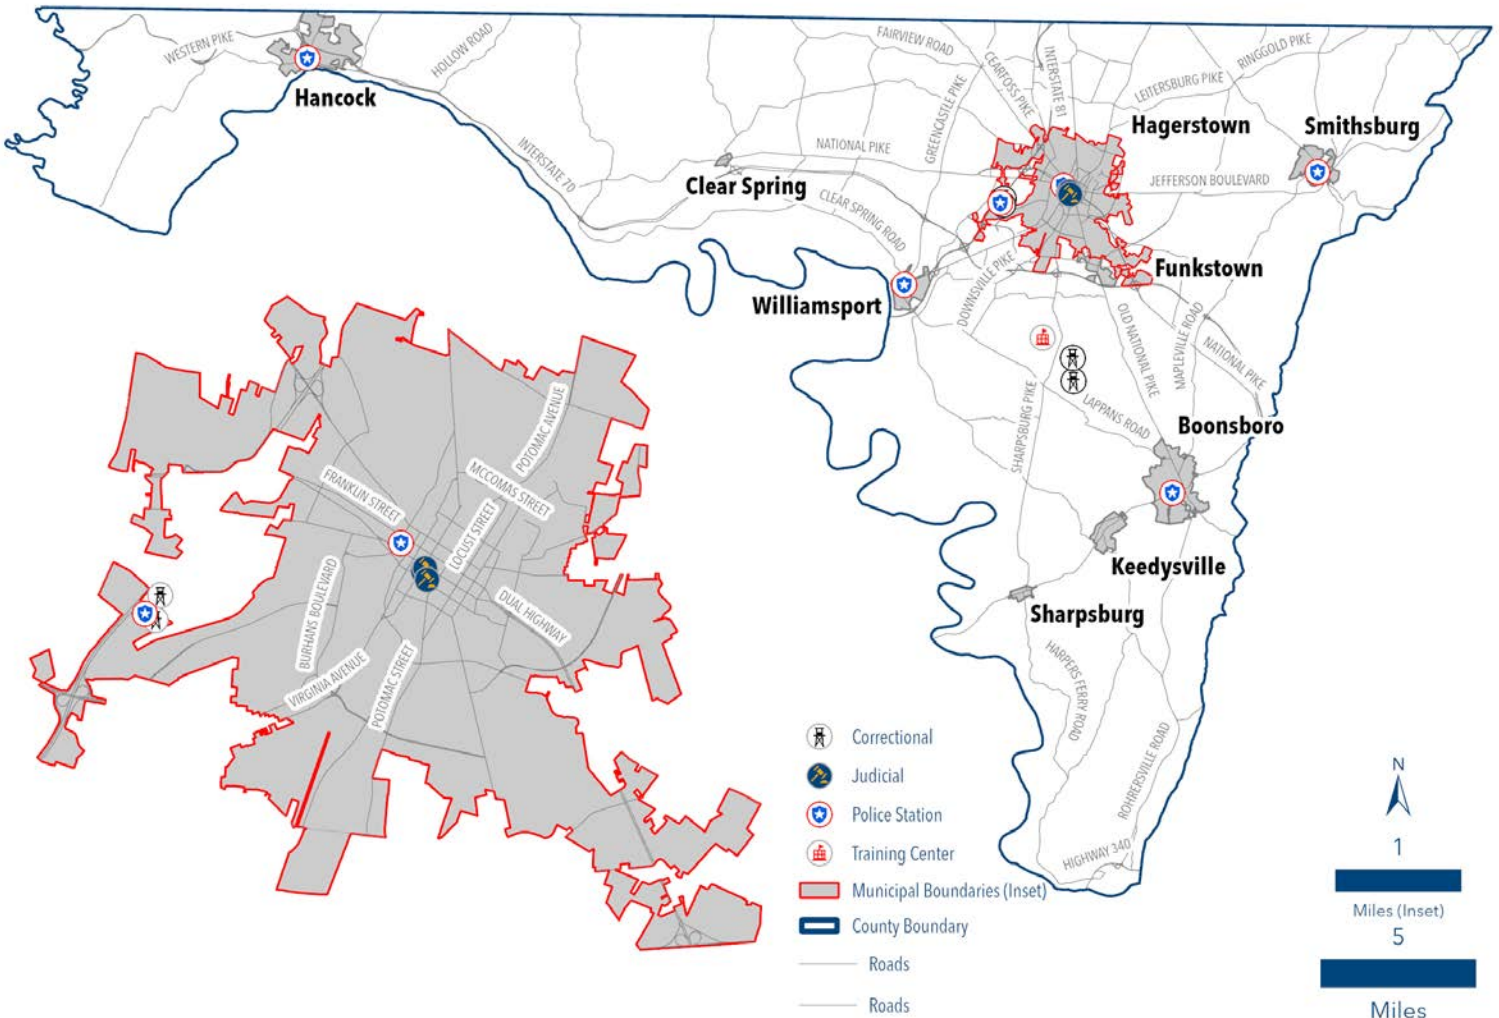 WESTERN PIKE
HOLLOW ROAD
Hancock
INTERSTATE 70
FAIRVIEW ROAD
CEARFOSS PIKE
INTERSTATE 81
RINGGOLD PIKE
LEITERSBURG PIKE
GREENCASTLE PIKE
Hagerstown
Smithsburg
NATIONAL PIKE
Clear Spring
JEFFERSON BOULEVARD
CLEAR SPRING ROAD
Funkstown
Williamsport
DOWNSVILLE PIKE
OLD NATIONAL PIKE
MAPLEVILLE ROAD
NATIONAL PIKE
SHARPSBURG PIKE
LAPPANS ROAD
Boonsboro
Keedysville
Sharpsburg
HARPERS FERRY ROAD
ROHRERSVILLE ROAD
HIGHWAY 340
POTOMAC AVENUE
FRANKLIN STREET
MCCOMAS STREET
LOCUST STREET
BURHANS BOULEVARD
DUAL HIGHWAY
VIRGINIA AVENUE
POTOMAC STREET
Correctional
Judicial
Police Station
Training Center
Municipal Boundaries (Inset)
County Boundary
Roads
Roads
N
1
Miles (Inset)
5
Miles